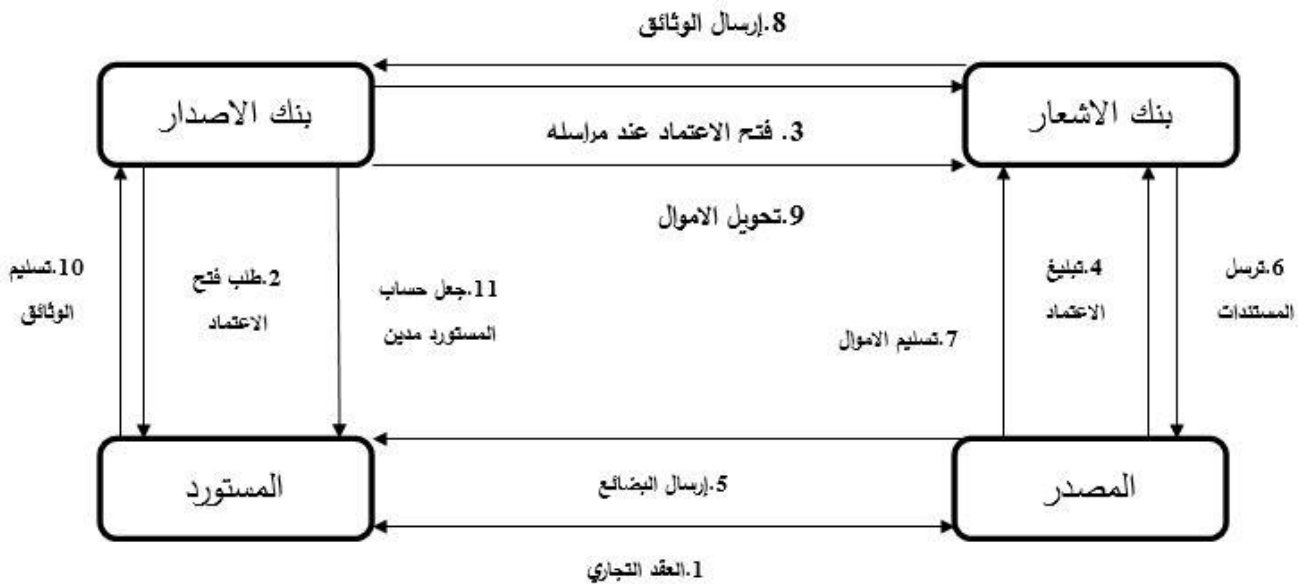 8.إرسال الوثائق
بنك الاصدار
بنك الاشعار
3. فتح الاعتماد عند مراسله
9.تحويل الاموال
10.تسليم
الوثائق
2.طلب فتح
الاعتماد
11.جعل حساب
المستورد مدين
7.تسليم الاموال
4.تبليغ
الاعتماد
6.ترسل
المستندات
المستورد
5.إرسال البضائع
المصدر
1.العقد التجاري